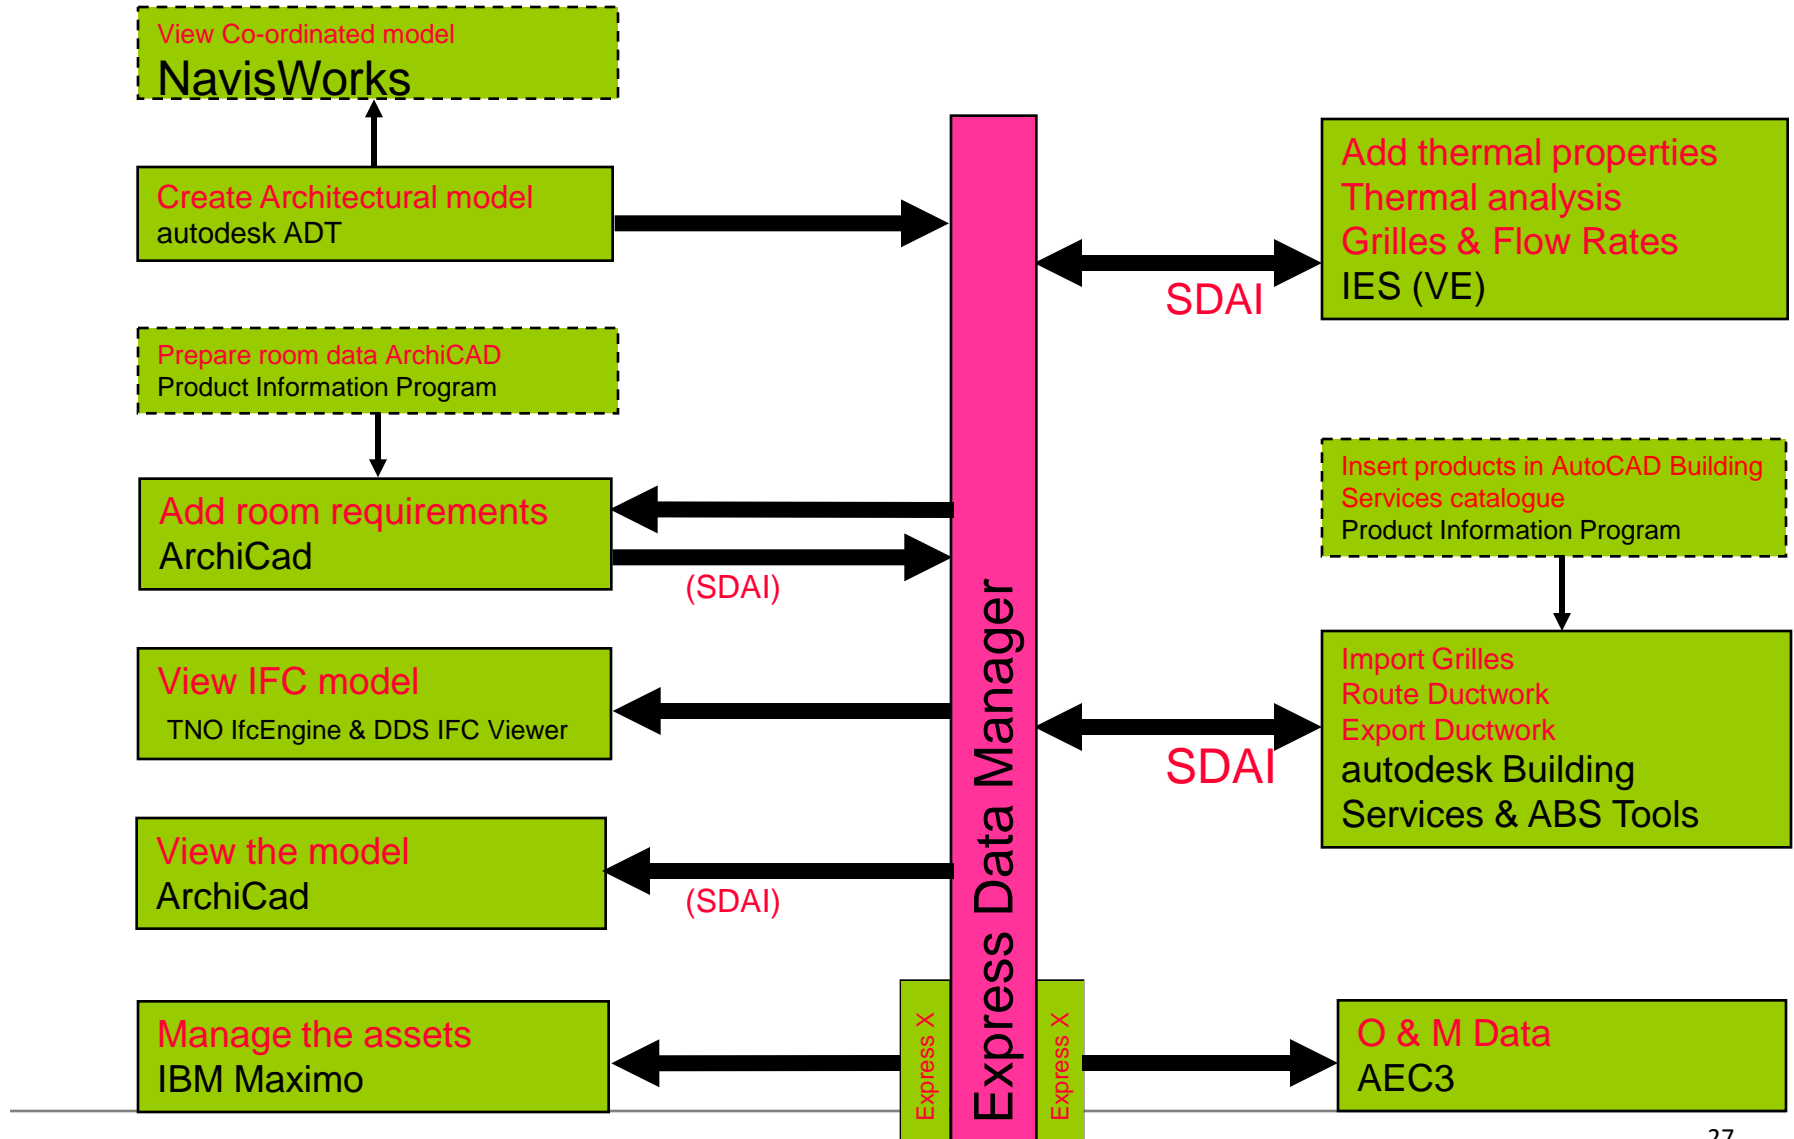 View Co-ordinated model
NavisWorks
Create Architectural model
autodesk ADT
Prepare room data ArchiCAD
Product Information Program
Add room requirements
ArchiCad
(SDAI)
View IFC model
TNO IfcEngine & DDS IFC Viewer
View the model
ArchiCad
(SDAI)
Manage the assets
IBM Maximo
Express X
Express Data Manager
Express X
Add thermal properties
Thermal analysis
Grilles & Flow Rates
IES (VE)
SDAI
Insert products in AutoCAD Building
Services catalogue
Product Information Program
Import Grilles
Route Ductwork
Export Ductwork
autodesk Building
Services & ABS Tools
SDAI
O & M Data
AEC3
27